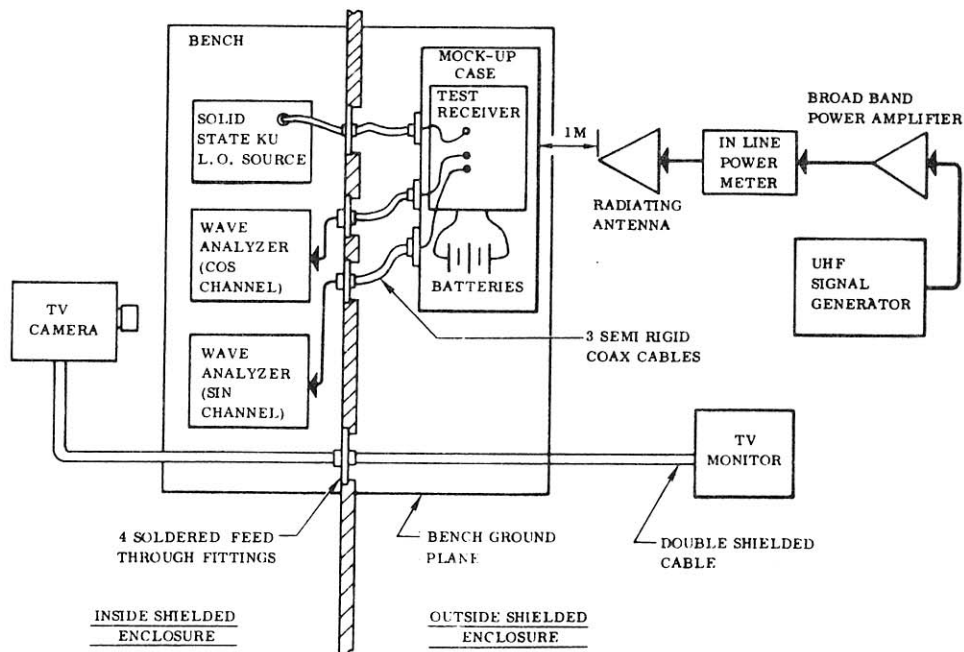 BENCH
MOCK-UP
CASE
TEST
RECEIVER
BROAD BAND
POWER AMPLIFIER
SOLID
STATE KU
L. O. SOURCE
1M
IN LINE
POWER
METER
RADIATING
ANTENNA
WAVE
ANALYZER
(COS
CHANNEL)
BATTERIES
UHF
SIGNAL
GENERATOR
TV
CAMERA
3 SEMI RIGID
COAX CABLES
WAVE
ANALYZER
(SIN
CHANNEL)
TV
MONITOR
4 SOLDERED FEED
THROUGH FITTINGS
BENCH GROUND
PLANE
DOUBLE SHIELDED
CABLE
INSIDE SHIELDED
ENCLOSURE
OUTSIDE SHIELDED
ENCLOSURE